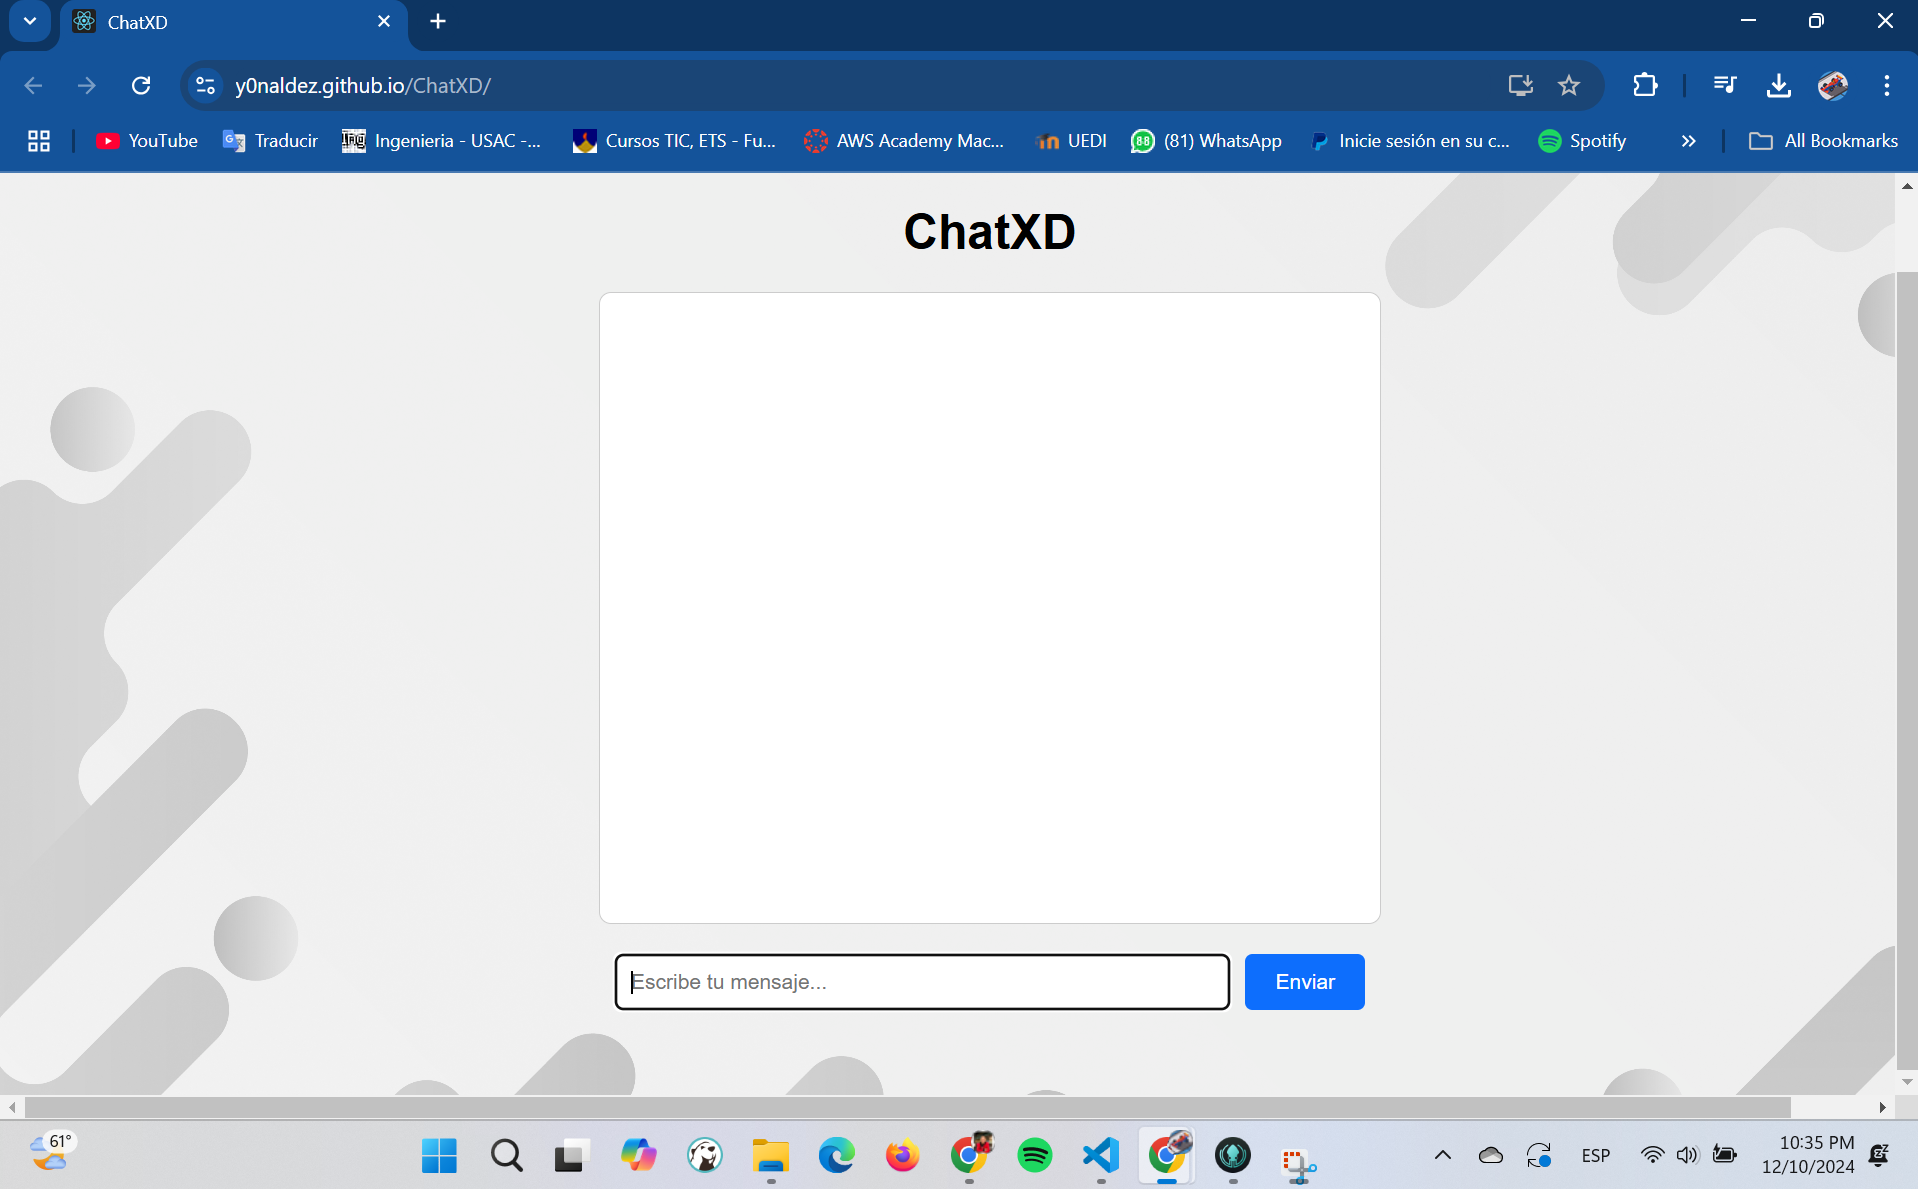 ChatXD
y0naldez.github.io/ChatXD/
YouTube
Traducir
Ingenieria - USAC -...
Cursos TIC, ETS - Fu...
AWS Academy Mac...
UEDI
88
(81) WhatsApp
Inicie sesión en su c...
Spotify
All Bookmarks
ChatXD
Escribe tu mensaje...
Enviar
61°
ESP
10:35 PM
12/10/2024